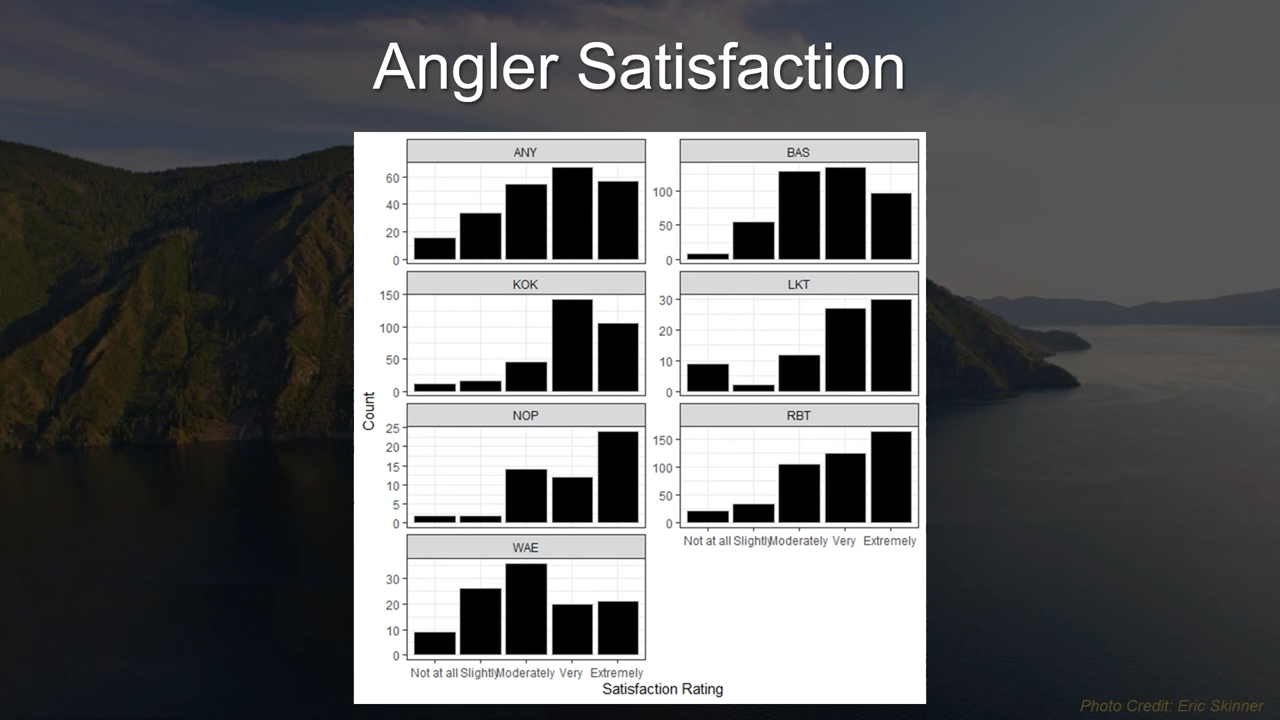 Angler Satisfaction
ANY
60
40
20
0
BAS
100
50
0
KOK
150
100
50
0
LKT
30
20
10
0
Count
NOP
25
20
15
10
5
0
RBT
150
100
50
0
Not at all Slightly Moderately Very Extremely
WAE
30
20
10
0
Not at all Slightly Moderately Very Extremely
Satisfaction Rating
Photo Credit: Eric Skinner